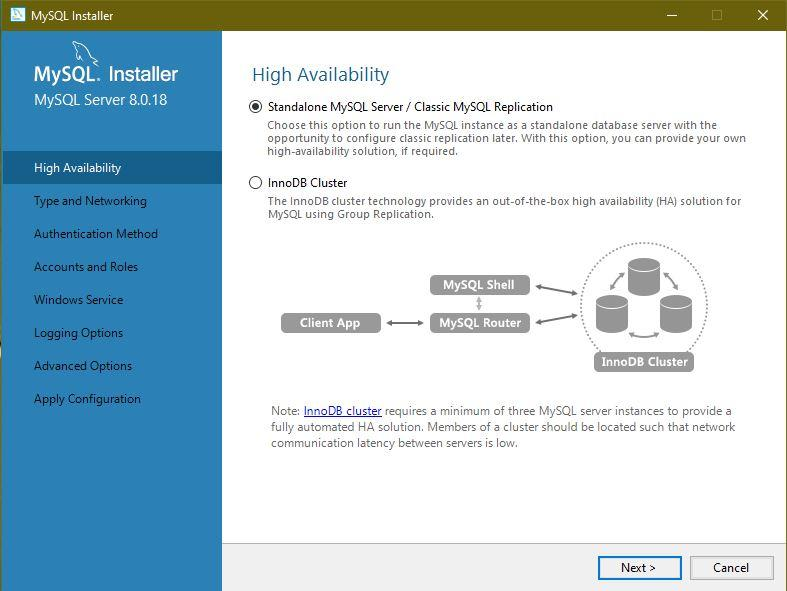 MySQL Installer
MySQL. Installer
MySQL Server 8.0.18
High Availability
Type and Networking
Authentication Method
Accounts and Roles
Windows Service
Logging Options
Advanced Options
Apply Configuration
High Availability
Standalone MySQL Server / Classic MySQL Replication
Choose this option to run the MySQL instance as a standalone database server with the
opportunity to configure classic replication later. With this option, you can provide your own
high-availability solution, if required.
InnoDB Cluster
The InnoDB cluster technology provides an out-of-the-box high availability (HA) solution for
MySQL using Group Replication.
MySQL Shell
Client App
MySQL Router
InnoDB Cluster
Note: InnoDB cluster requires a minimum of three MySQL server instances to provide a
fully automated HA solution. Members of a cluster should be located such that network
communication latency between servers is low.
Next >
Cancel